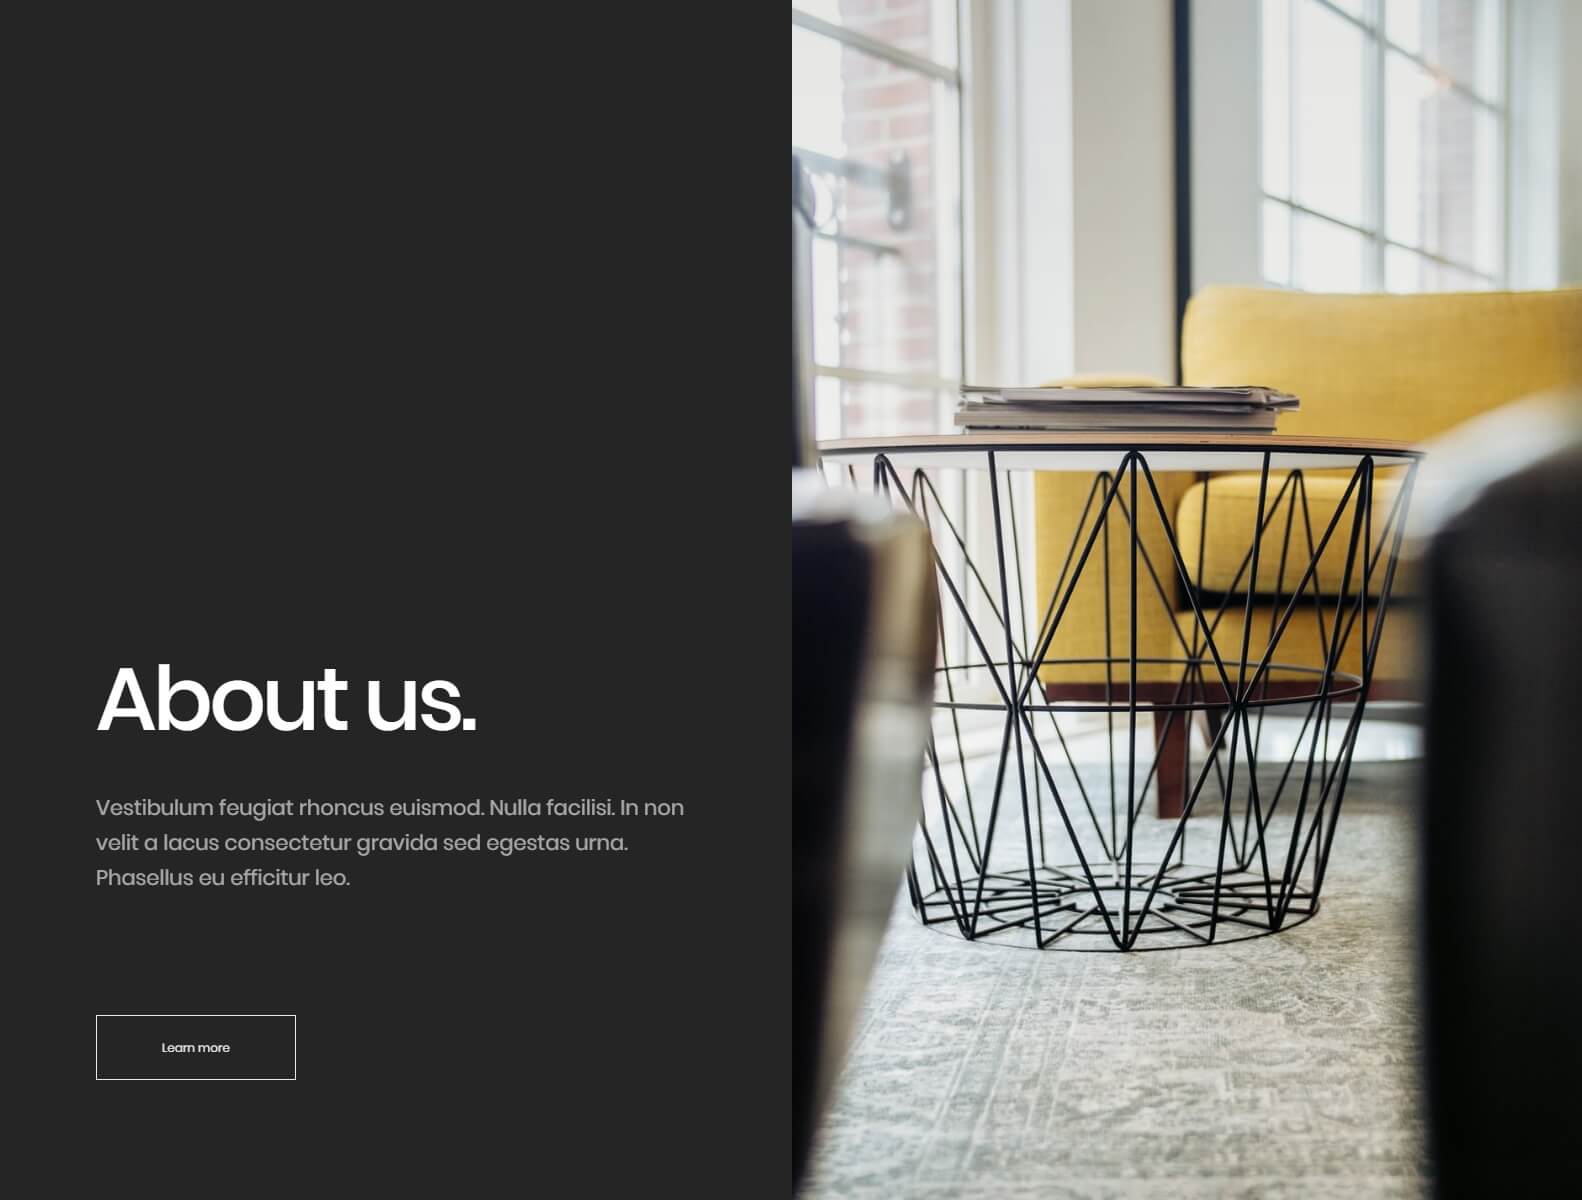 About us.
Vestibulum feugiat rhoncus euismod. Nulla facilisi. In non
velit a lacus consectetur gravida sed egestas urna.
Phasellus eu efficitur leo.
Learn more